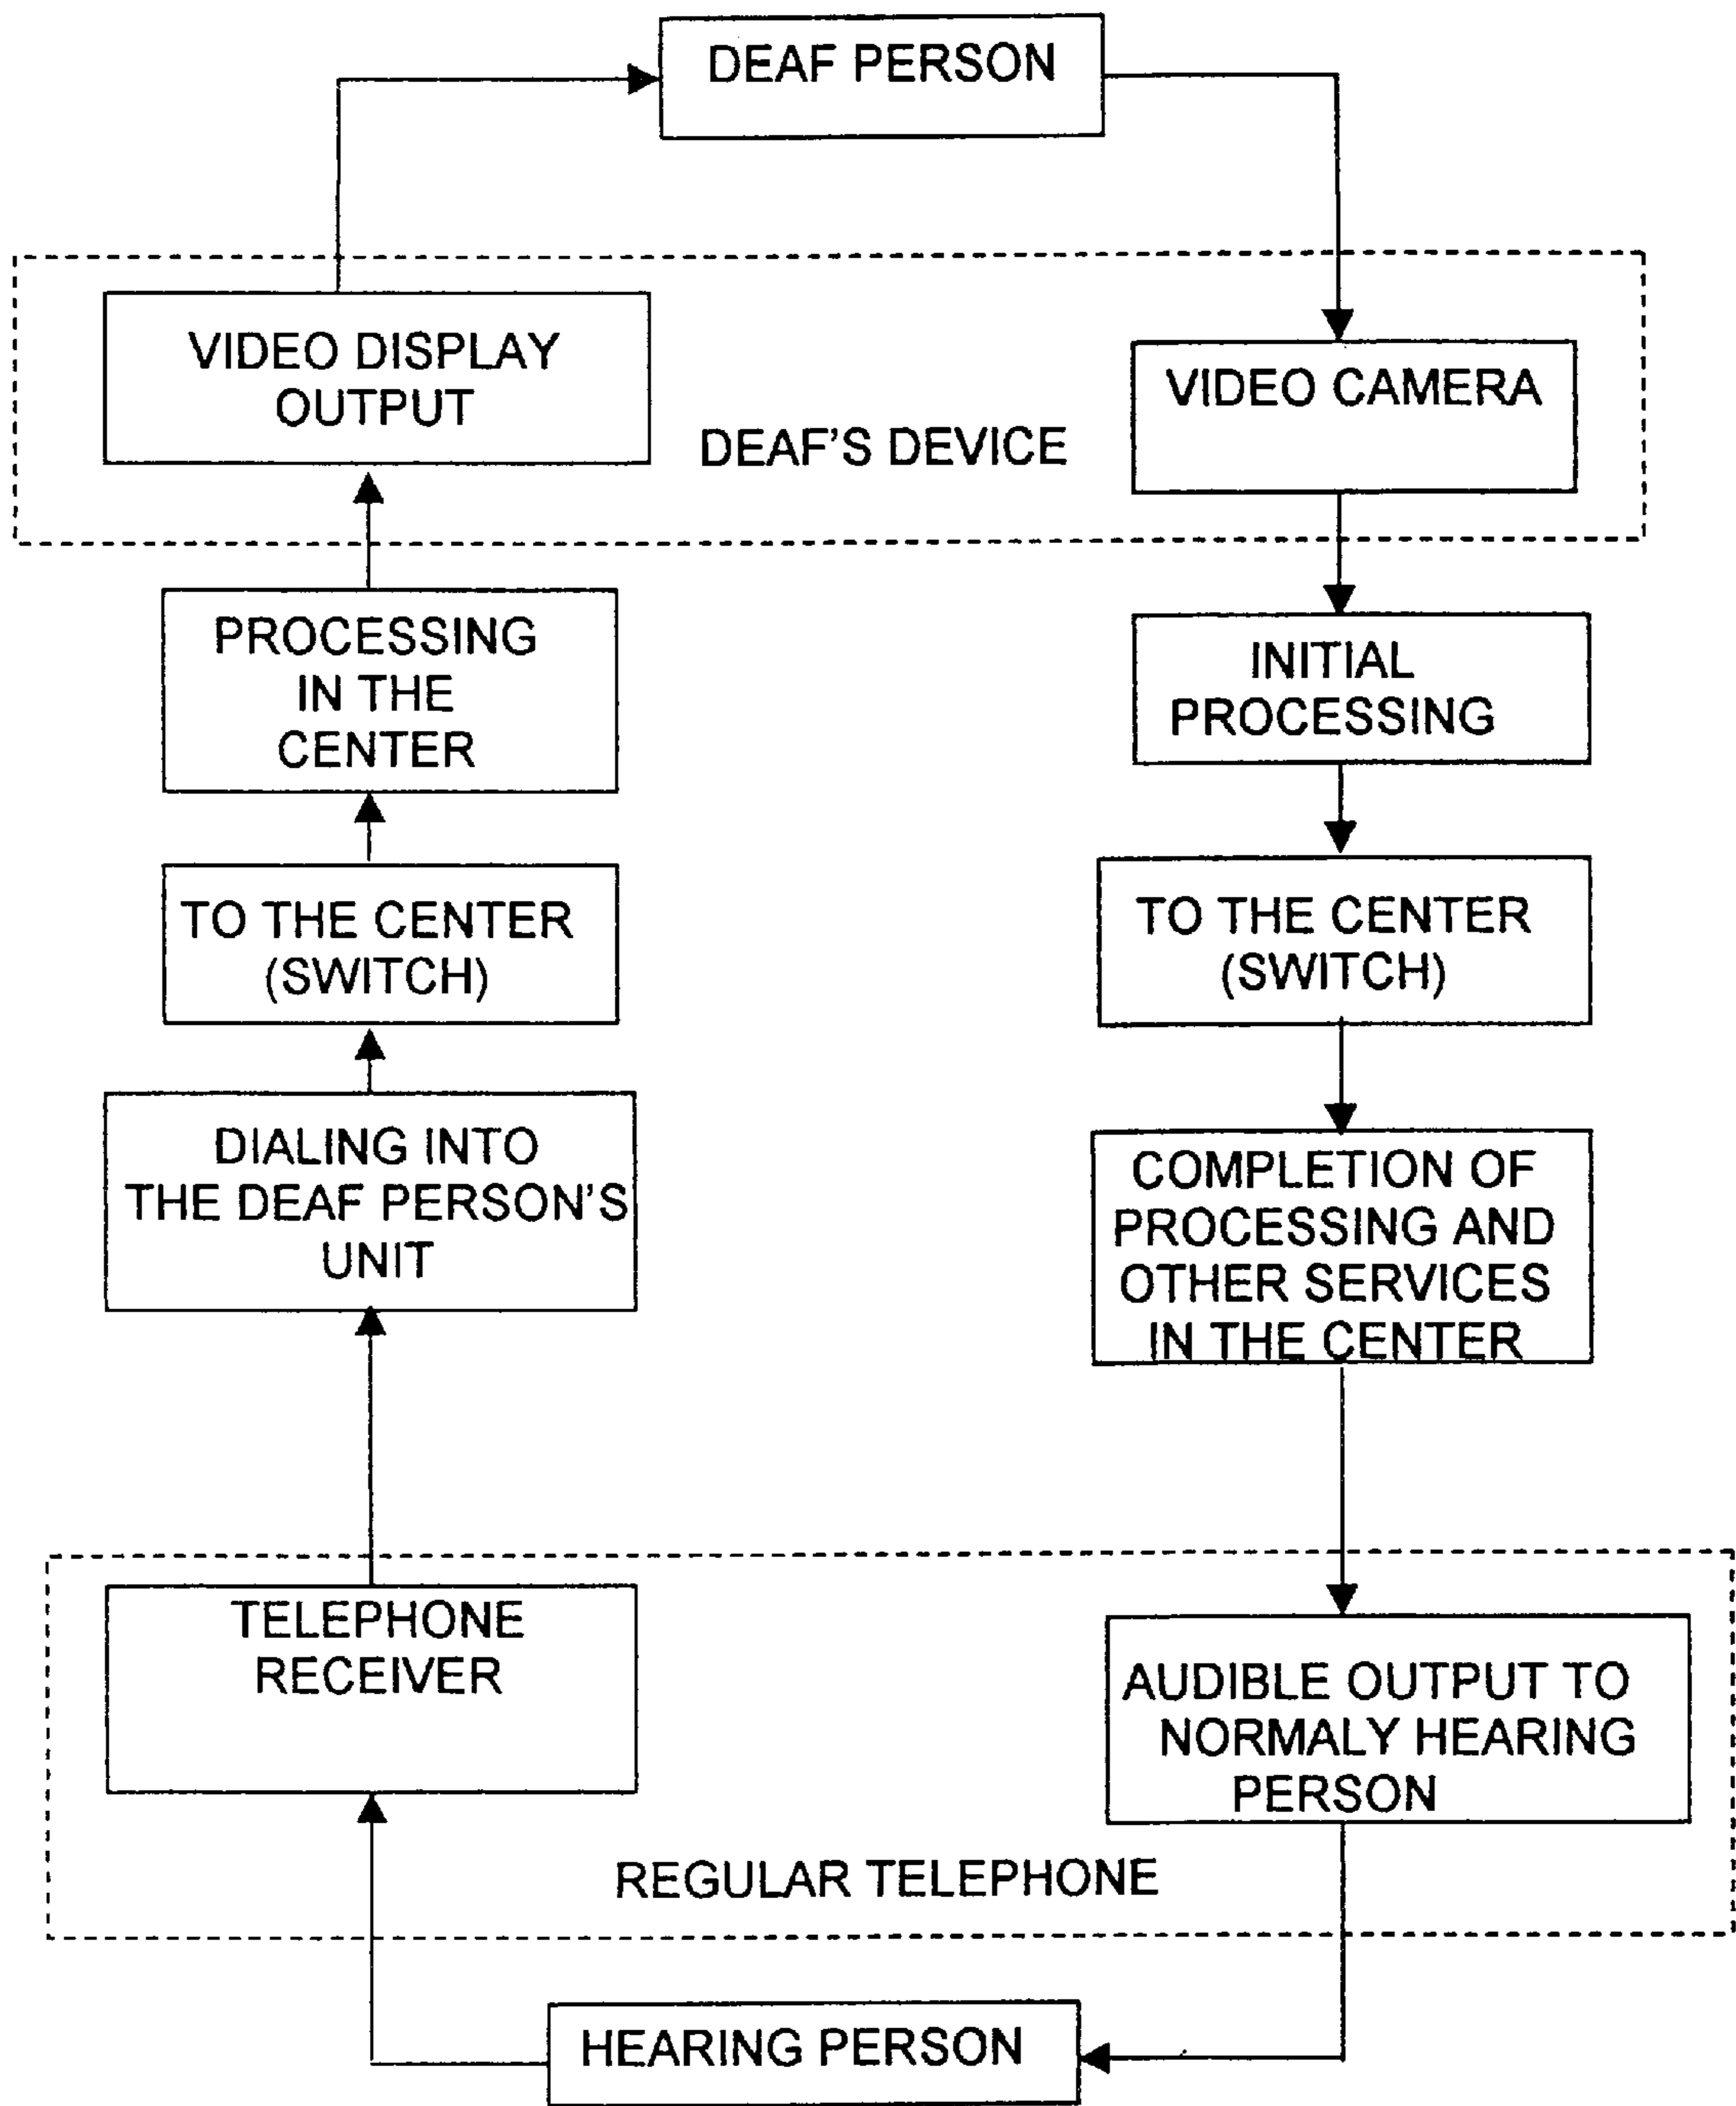 DEAF PERSON
VIDEO DISPLAY
OUTPUT
VIDEO CAMERA
DEAF'S DEVICE
PROCESSING
IN THE
CENTER
INITIAL
PROCESSING
TO THE CENTER
(SWITCH)
TO THE CENTER
(SWITCH)
DIALING INTO
THE DEAF PERSON'S
UNIT
COMPLETION OF
PROCESSING AND
OTHER SERVICES
IN THE CENTER
TELEPHONE
RECEIVER
AUDIBLE OUTPUT TO
NORMALY HEARING
PERSON
REGULAR TELEPHONE
HEARING PERSON